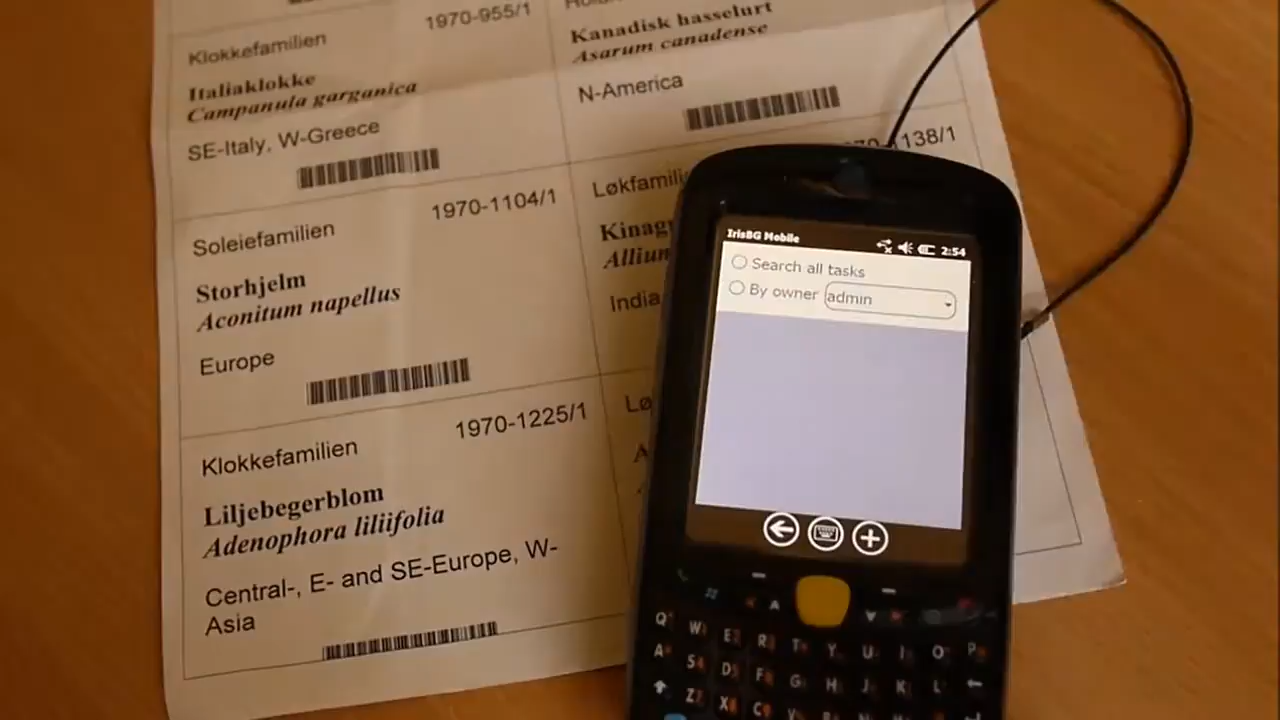 1970-955/1
Klokkefamilien
Italiaklokke
Campanula garganica
SE-Italy, W-Greece
Kanadisk hasselurt
Asarum canadense
N-America
1970-1104/1
Soleiefamilien
Storhjelm
Aconitum napellus
Europe
1138/1
India
1970-1225/1
Klokkefamilien
Liljebegerblom
Adenophora liliifolia
Central-, E- and SE-Europe, W-
Asia
IrisBG Mobile
2:54
Search all tasks
By owner admin
Q W E R T Y U I O P
A S D F G H J K L
Z X C